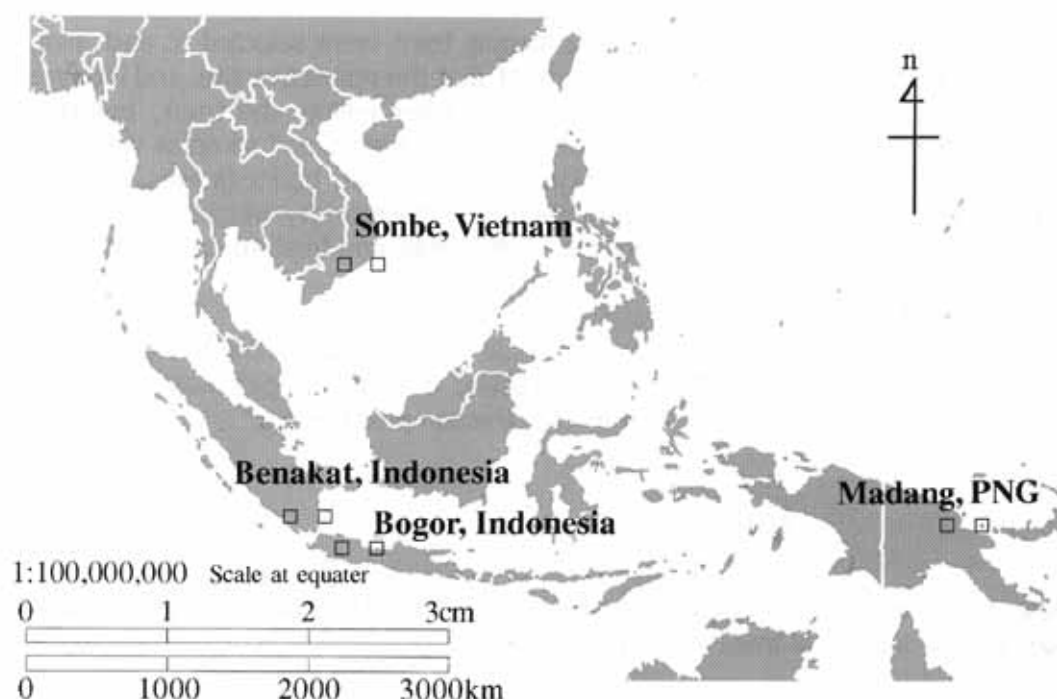 n
Sonbe, Vietnam
Benakat, Indonesia
Madang, PNG
Bogor, Indonesia
1:100,000,000 Scale at equater
0 1 2 3cm
0 1000 2000 3000km